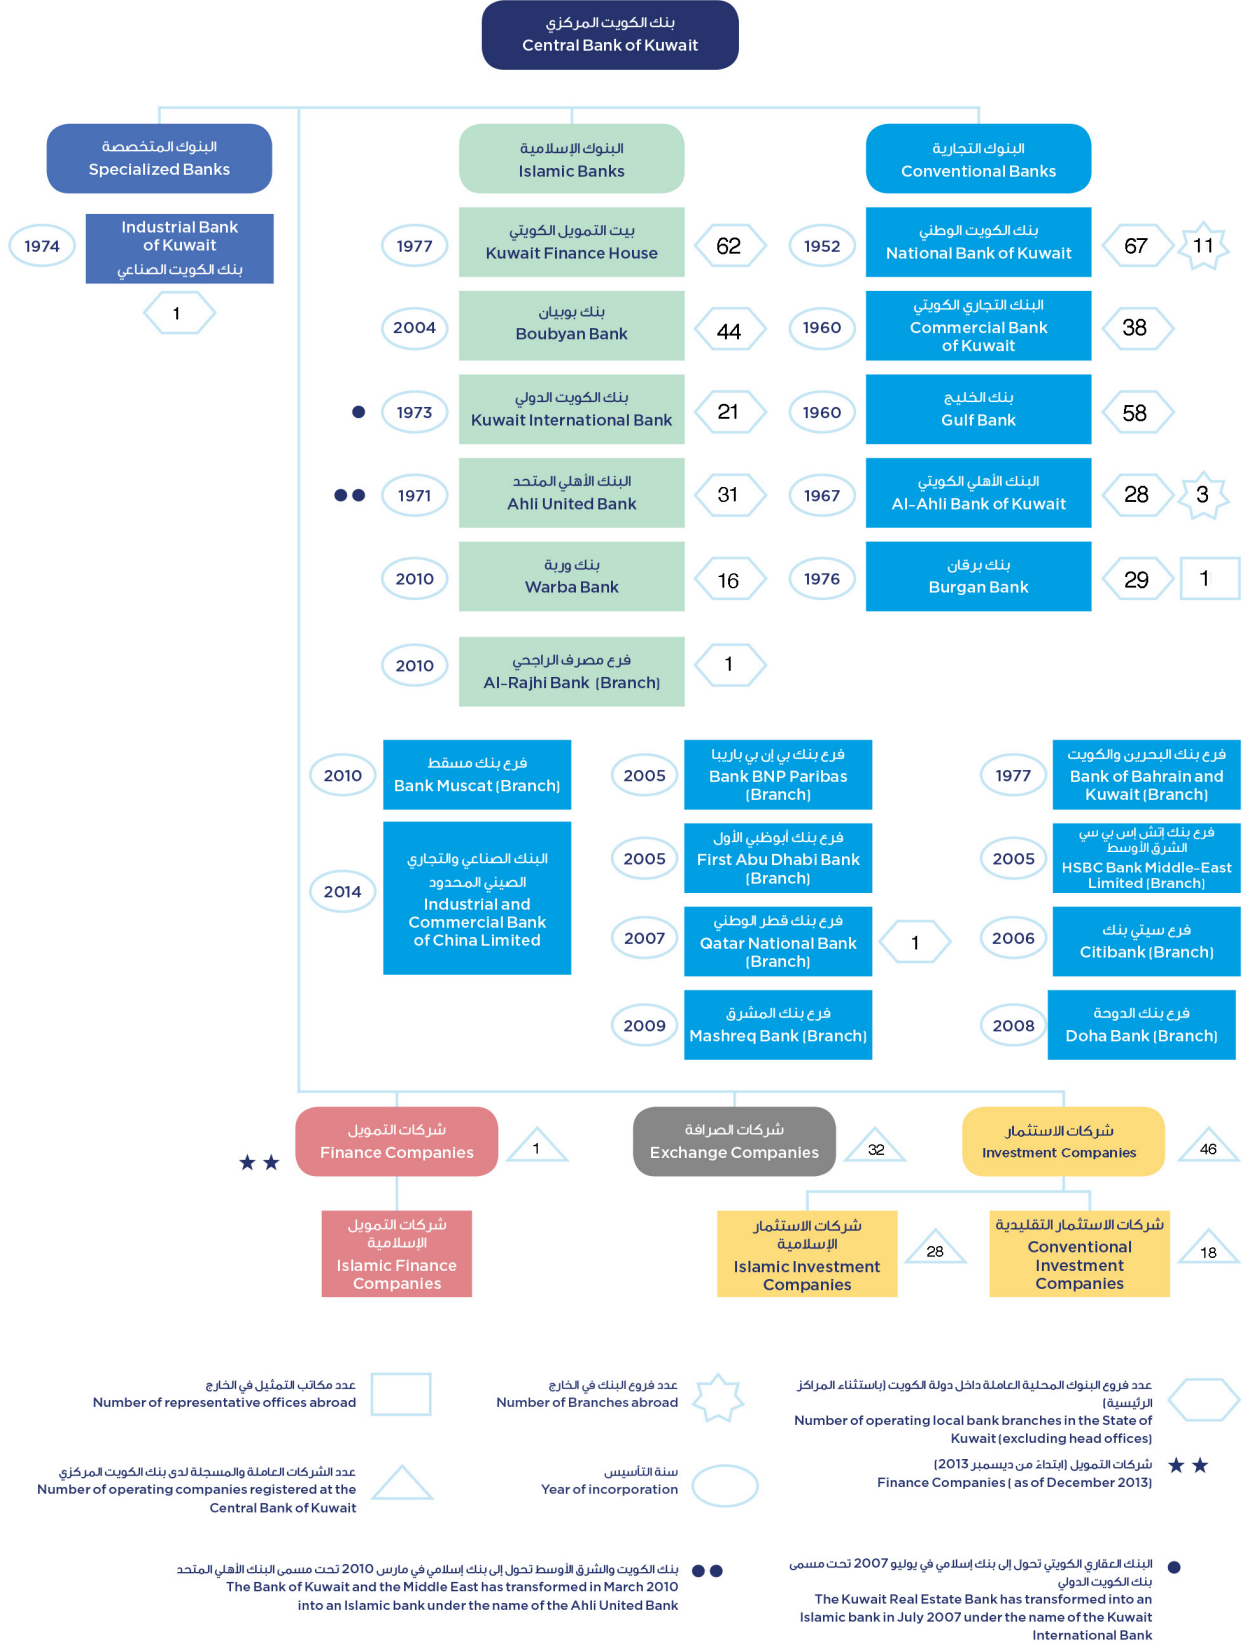 بنك الكويت المركزي
Central Bank of Kuwait
البنوك المتخصصة
Specialized Banks
البنوك الإسلامية
Islamic Banks
البنوك التجارية
Conventional Banks
1974
Industrial Bank
of Kuwait
بنك الكويت الصناعي
1
1977
بيت التمويل الكويتي
Kuwait Finance House
62
1952
بنك الكويت الوطني
National Bank of Kuwait
67
11
2004
بنك بوبيان
Boubyan Bank
44
1960
البنك التجاري الكويتي
Commercial Bank
of Kuwait
38
1973
بنك الكويت الدولي
Kuwait International Bank
21
1960
بنك الخليج
Gulf Bank
58
1971
البنك الأهلي المتحد
Ahli United Bank
31
1967
البنك الأهلي الكويتي
Al-Ahli Bank of Kuwait
28
3
2010
بنك وربة
Warba Bank
16
1976
بنك برقان
Burgan Bank
29
1
2010
فرع مصرف الراجحي
Al-Rajhi Bank (Branch)
1
2010
فرع بنك مسقط
Bank Muscat (Branch)
2005
فرع بنك بي إن بي باريبا
Bank BNP Paribas
(Branch)
1977
فرع بنك البحرين والكويت
Bank of Bahrain and
Kuwait (Branch)
2014
البنك الصناعي والتجاري
الصيني المحدود
Industrial and
Commercial Bank
of China Limited
2005
فرع بنك أبوظبي الأول
First Abu Dhabi Bank
(Branch)
2005
فرع بنك إتش إس بي سي
الشرق الأوسط
HSBC Bank Middle-East
Limited (Branch)
2007
فرع بنك قطر الوطني
Qatar National Bank
(Branch)
1
2006
فرع سيتي بنك
Citibank (Branch)
2009
فرع بنك المشرق
Mashreq Bank (Branch)
2008
فرع بنك الدوحة
Doha Bank (Branch)
شركات التمويل
Finance Companies
1
شركات الصرافة
Exchange Companies
32
شركات الاستثمار
Investment Companies
46
شركات التمويل
الإسلامية
Islamic Finance
Companies
شركات الاستثمار
الإسلامية
Islamic Investment
Companies
28
شركات الاستثمار التقليدية
Conventional
Investment
Companies
18
عدد مكاتب التمثيل في الخارج
Number of representative offices abroad
عدد فروع البنك في الخارج
Number of Branches abroad
عدد فروع البنوك المحلية العاملة داخل دولة الكويت (باستثناء المراكز
الرئيسية)
Number of operating local bank branches in the State of
Kuwait (excluding head offices)
عدد الشركات العاملة والمسجلة لدى بنك الكويت المركزي
Number of operating companies registered at the
Central Bank of Kuwait
سنة التأسيس
Year of incorporation
شركات التمويل (ابتداءً من ديسمبر 2013)
Finance Companies ( as of December 2013)
بنك الكويت والشرق الأوسط تحول إلى بنك إسلامي في مارس 2010 تحت مسمى البنك الأهلي المتحد
The Bank of Kuwait and the Middle East has transformed in March 2010
into an Islamic bank under the name of the Ahli United Bank
البنك العقاري الكويتي تحول إلى بنك إسلامي في يوليو 2007 تحت مسمى
بنك الكويت الدولي
The Kuwait Real Estate Bank has transformed into an
Islamic bank in July 2007 under the name of the Kuwait
International Bank